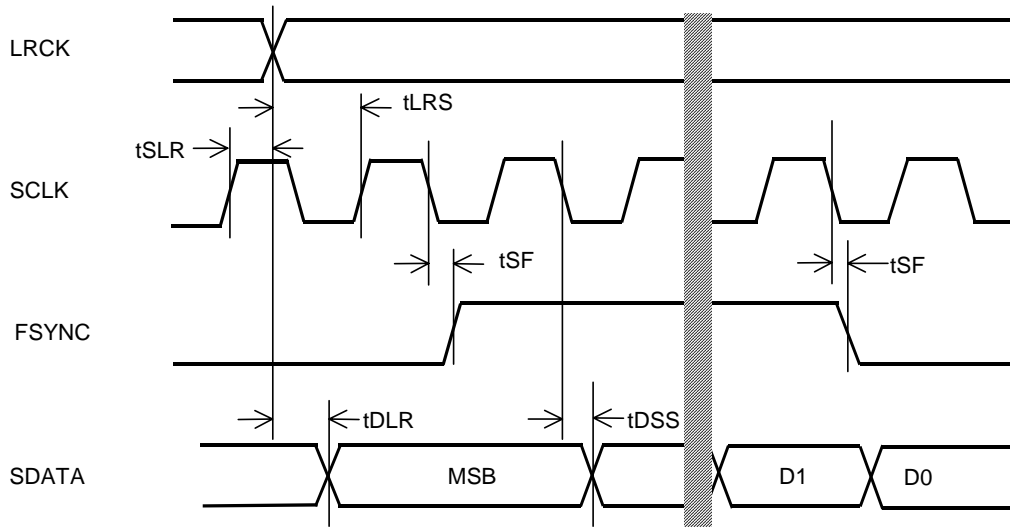 LRCK
tLRS
tSLR
SCLK
tSF
tSF
FSYNC
tDLR
tDSS
SDATA
MSB
D1
D0